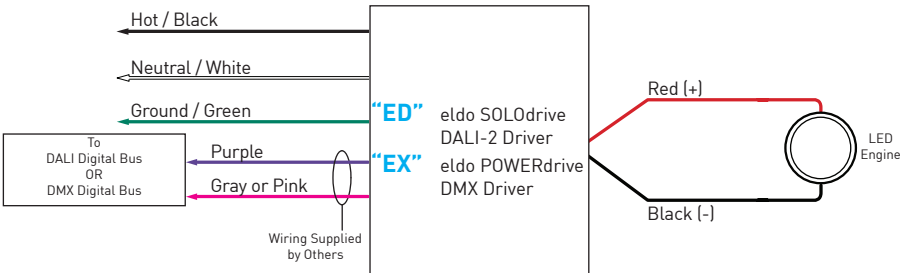 Hot / Black
Neutral / White
Ground / Green
To
DALI Digital Bus
OR
DMX Digital Bus
Purple
Gray or Pink
Wiring Supplied
by Others
“ED” eldo SOLOdrive
DALI-2 Driver
“EX” eldo POWERdrive
DMX Driver
Red (+)
Black (-)
LED
Engine